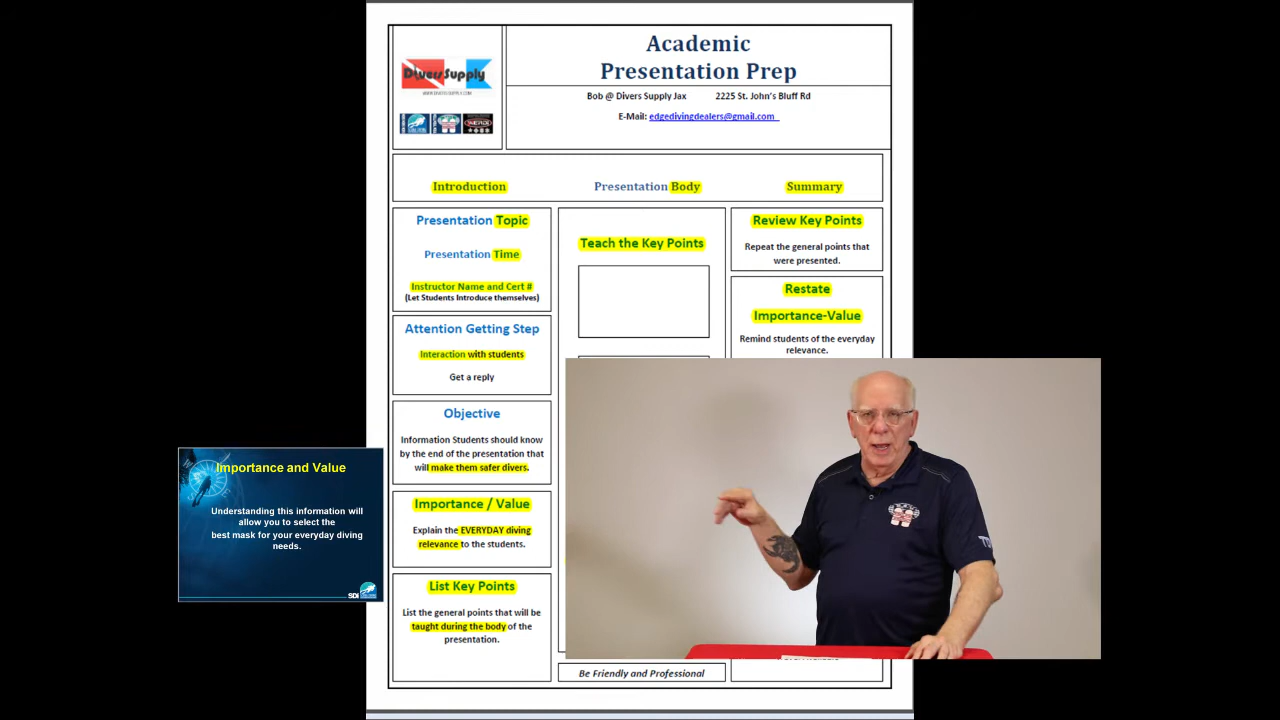 Academic
Presentation Prep
Divers Supply
WWW.DIVERSSUPPLY.COM
Bob @ Divers Supply Jax 2225 St. John's Bluff Rd
E-Mail: edgedivingdealers@gmail.com
Introduction Presentation Body Summary
Presentation Topic
Presentation Time
Instructor Name and Cert #
(Let Students Introduce themselves)
Attention Getting Step
Interaction with students
Get a reply
Objective
Information Students should know
by the end of the presentation that
will make them safer divers.
Importance / Value
Explain the EVERYDAY diving
relevance to the students.
List Key Points
List the general points that will be
taught during the body of the
presentation.
Teach the Key Points
Be Friendly and Professional
Review Key Points
Repeat the general points that
were presented.
Restate
Importance-Value
Remind students of the everyday
relevance.
Importance and Value
Understanding this information will
allow you to select the
best mask for your everyday diving
needs.
SDI